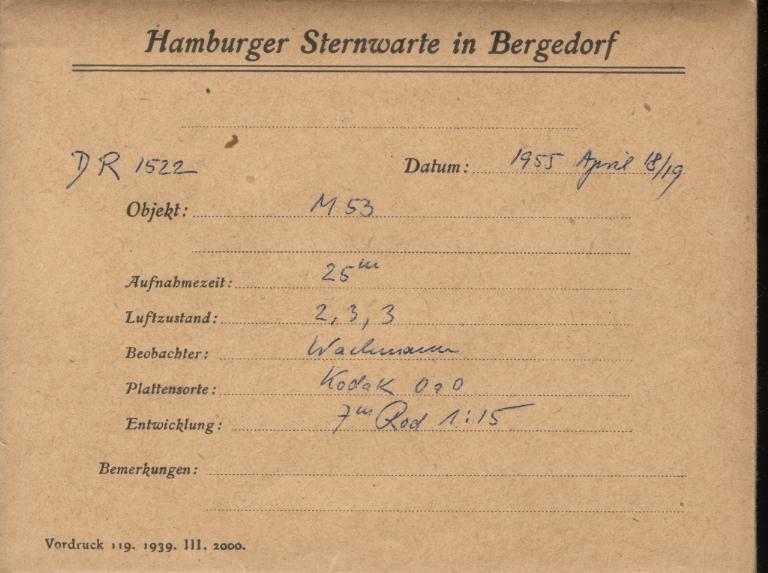 Hamburger Sternwarte in Bergedorf
DR 1522 Datum: 1955 April 18/19
Objekt: M 53
Aufnahmezeit: 25m
Luftzustand: 2, 3, 3
Beobachter: Wachmann
Plattensorte: Kodak OaO
Entwicklung: 7m Rod 1:15
Bemerkungen:
Vordruck 119. 1939. III. 2000.